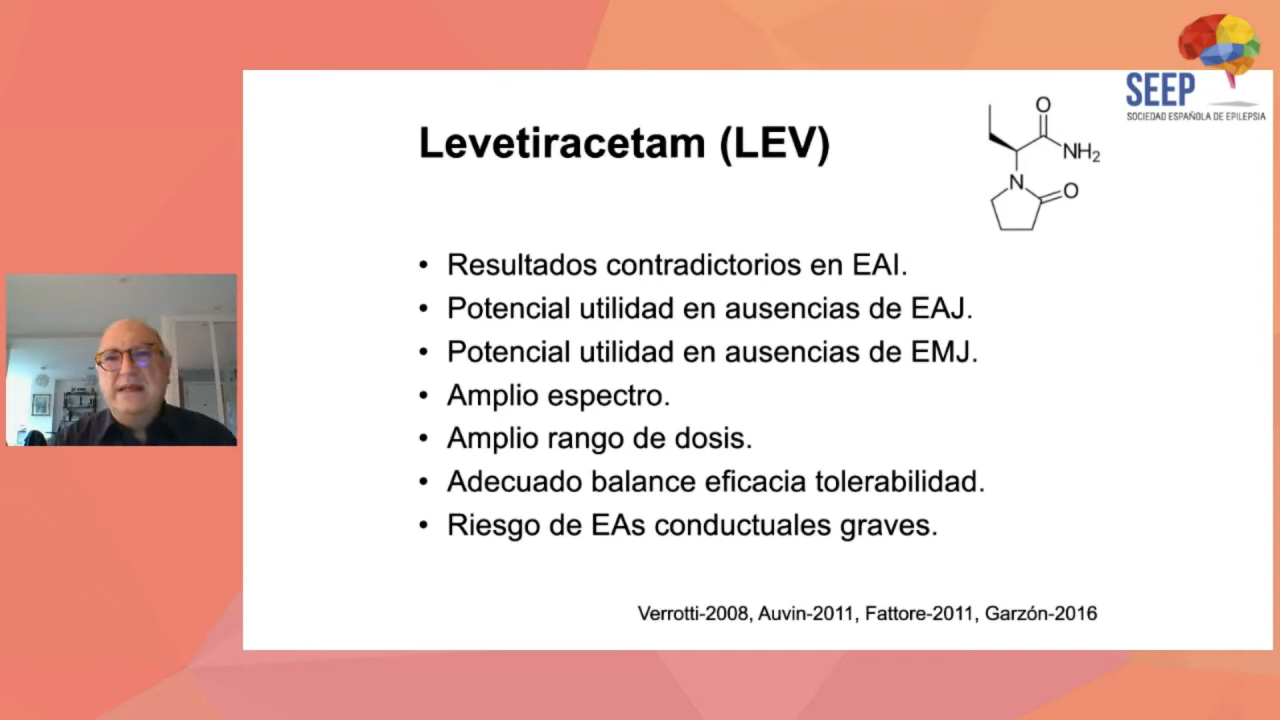 SEEP
SOCIEDAD ESPAÑOLA DE EPILEPSIA
Levetiracetam (LEV)
O
NH2
N
O
• Resultados contradictorios en EAI.
• Potencial utilidad en ausencias de EAJ.
• Potencial utilidad en ausencias de EMJ.
• Amplio espectro.
• Amplio rango de dosis.
• Adecuado balance eficacia tolerabilidad.
• Riesgo de EAs conductuales graves.
Verrotti-2008, Auvin-2011, Fattore-2011, Garzón-2016